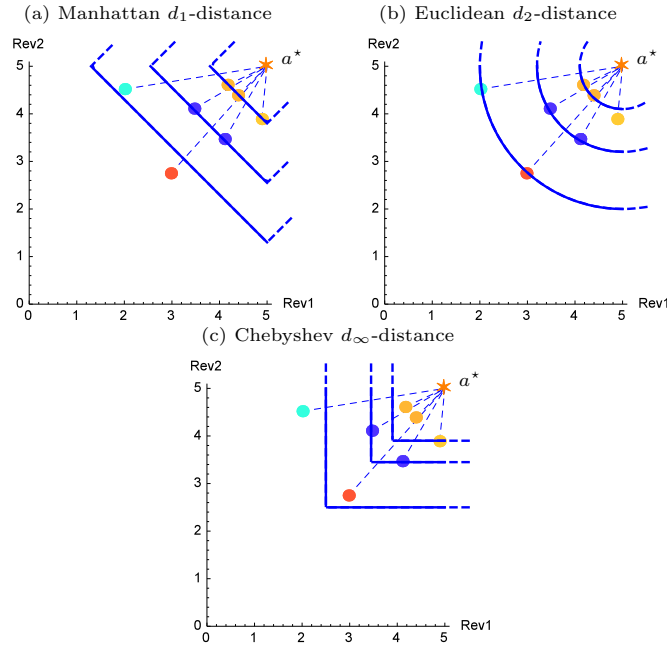 (a) Manhattan d₁-distance
(b) Euclidean d₂-distance
Rev2
a⋆
5
4
3
2
1
0
0 1 2 3 4 5
Rev1
Rev2
a⋆
5
4
3
2
1
0
0 1 2 3 4 5
Rev1
(c) Chebyshev d∞-distance
Rev2
a⋆
5
4
3
2
1
0
0 1 2 3 4 5
Rev1